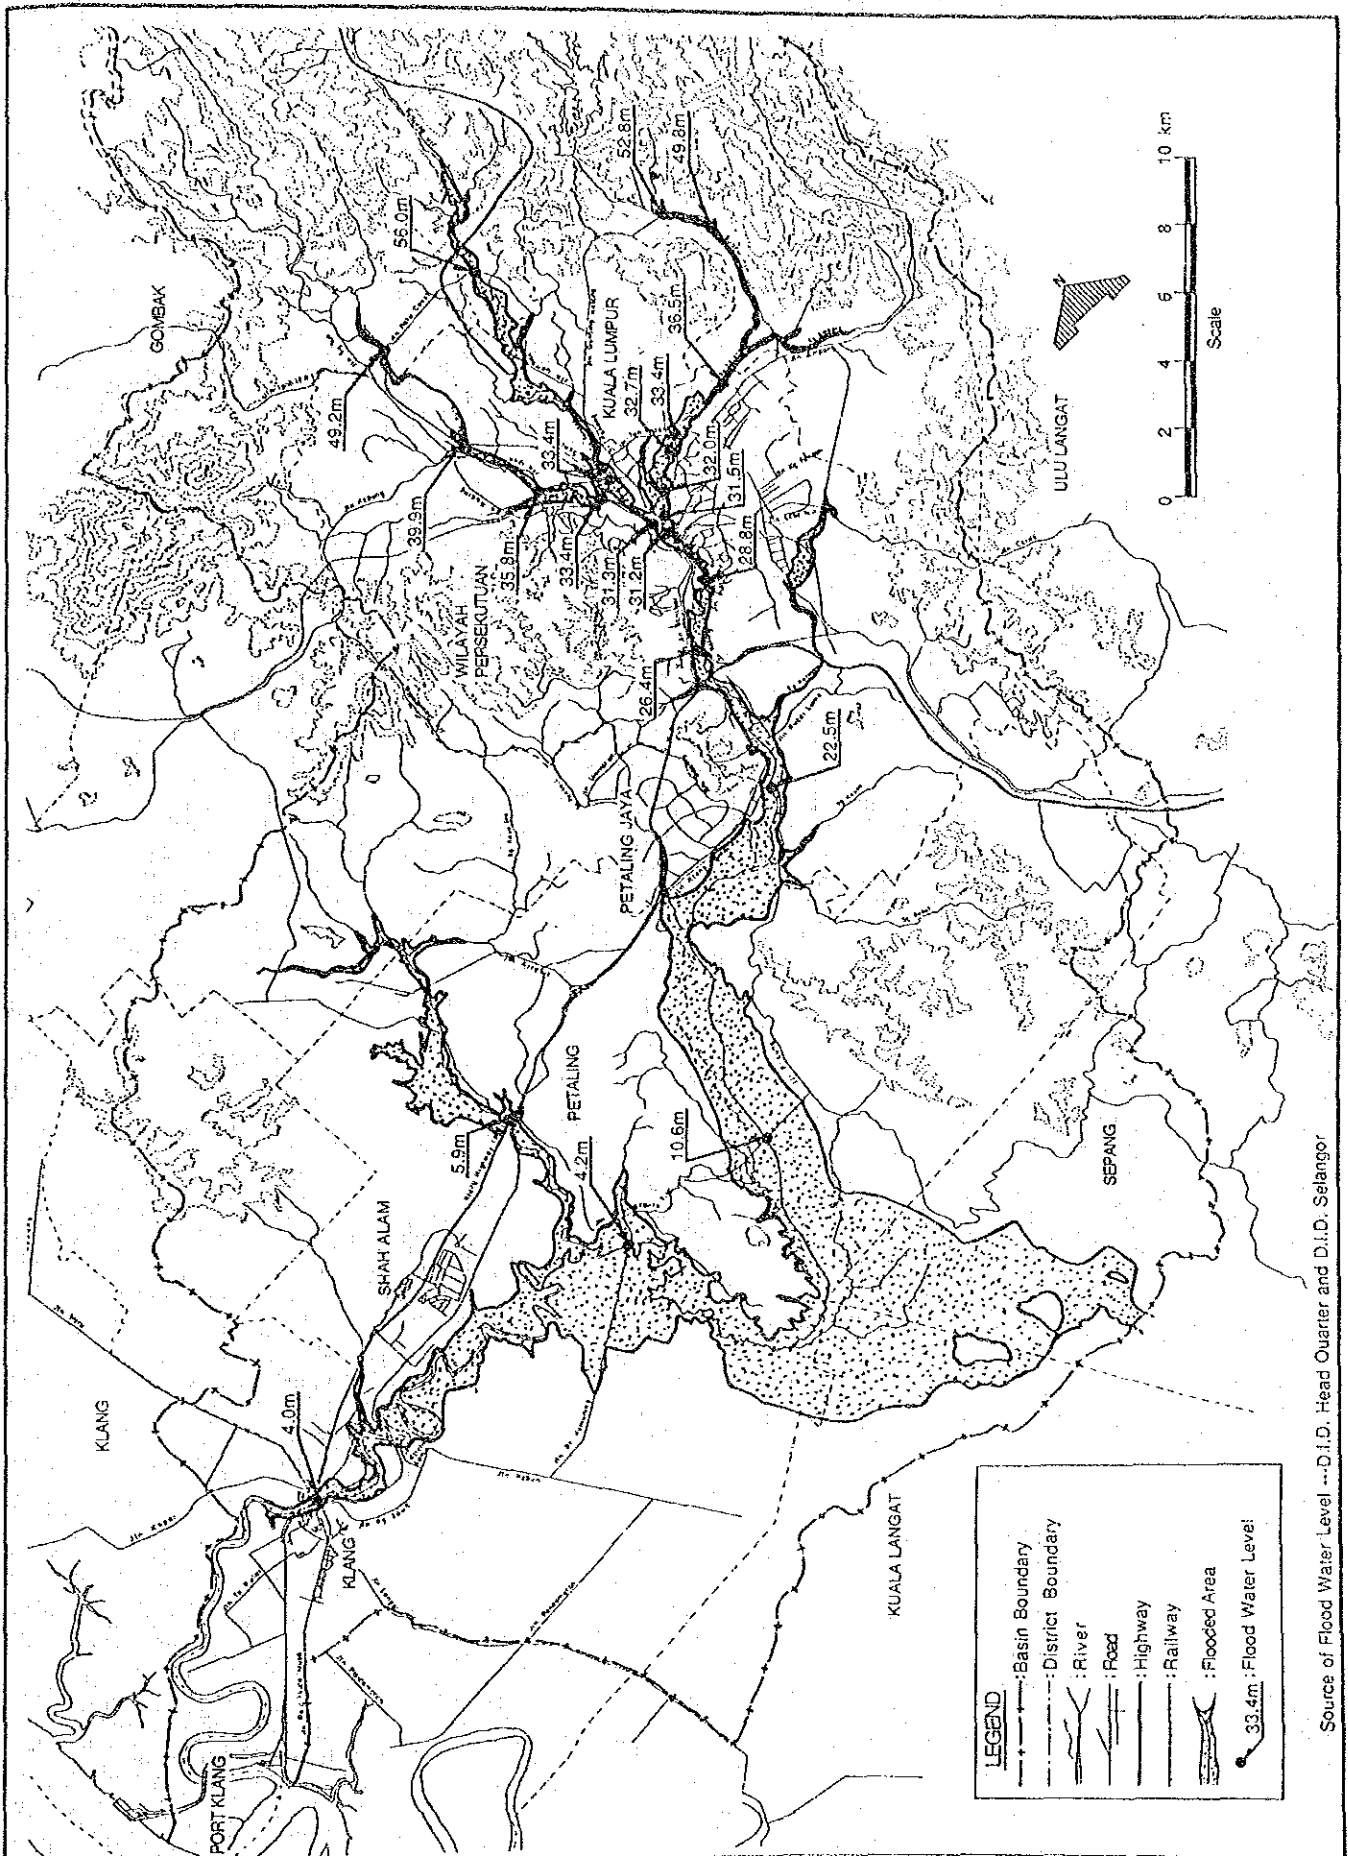 GOMBAK
56.0m
52.8m
49.8m
49.2m
KUALA LUMPUR
36.5m
32.7m
33.4m
33.4m
39.9m
35.8m
33.4m
31.3m
31.2m
32.0m
31.5m
28.8m
WILAYAH
PERSEKUTUAN
26.4m
22.5m
ULU LANGAT
N
0 2 4 6 8 10 km
Scale
PETALING JAYA
PETALING
5.9m
4.2m
10.6m
SHAH ALAM
SEPANG
KLANG
4.0m
KLANG
PORT KLANG
KUALA LANGAT
LEGEND
: Basin Boundary
: District Boundary
: River
: Road
: Highway
: Railway
: Flooded Area
33.4m : Flood Water Level
Source of Flood Water Level ---D.I.D. Head Quarter and D.I.D. Selangor